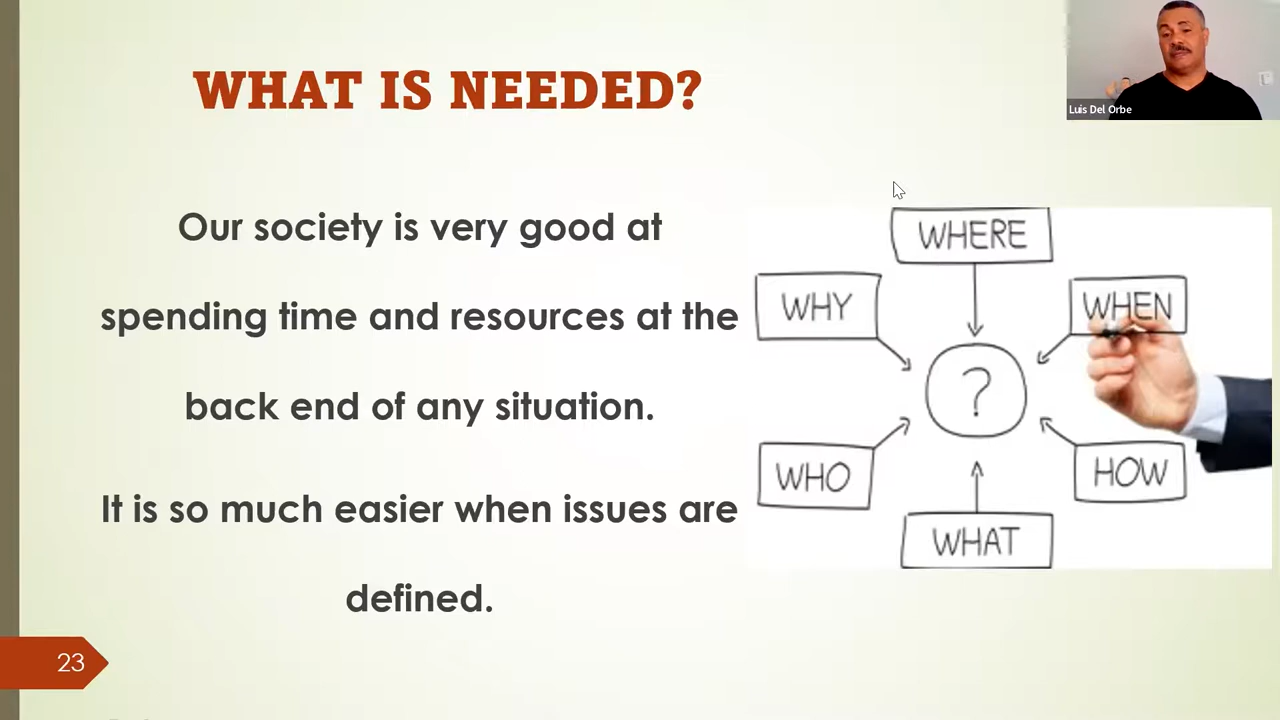 WHAT IS NEEDED?
Luis Del Orbe
Our society is very good at
spending time and resources at the
back end of any situation.
It is so much easier when issues are
defined.
WHERE
WHY
WHEN
?
WHO
HOW
WHAT
23